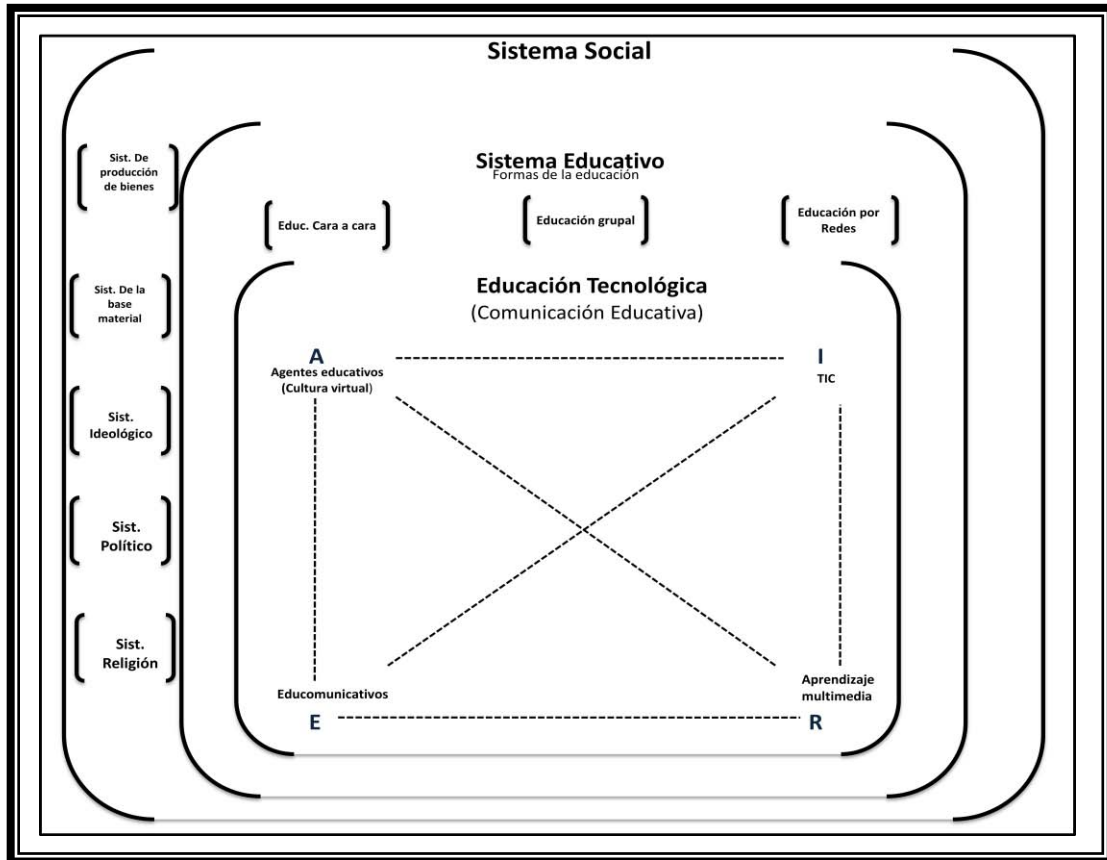 Sistema Social
Sist. De
producción
de bienes
Sistema Educativo
Formas de la educación
Educ. Cara a cara
Educación grupal
Educación por
Redes
Sist. De la
base
material
Educación Tecnológica
(Comunicación Educativa)
A
Agentes educativos
(Cultura virtual)
I
TIC
Sist.
Ideológico
Sist.
Político
Sist.
Religión
Educomunicativos
E
Aprendizaje
multimedia
R